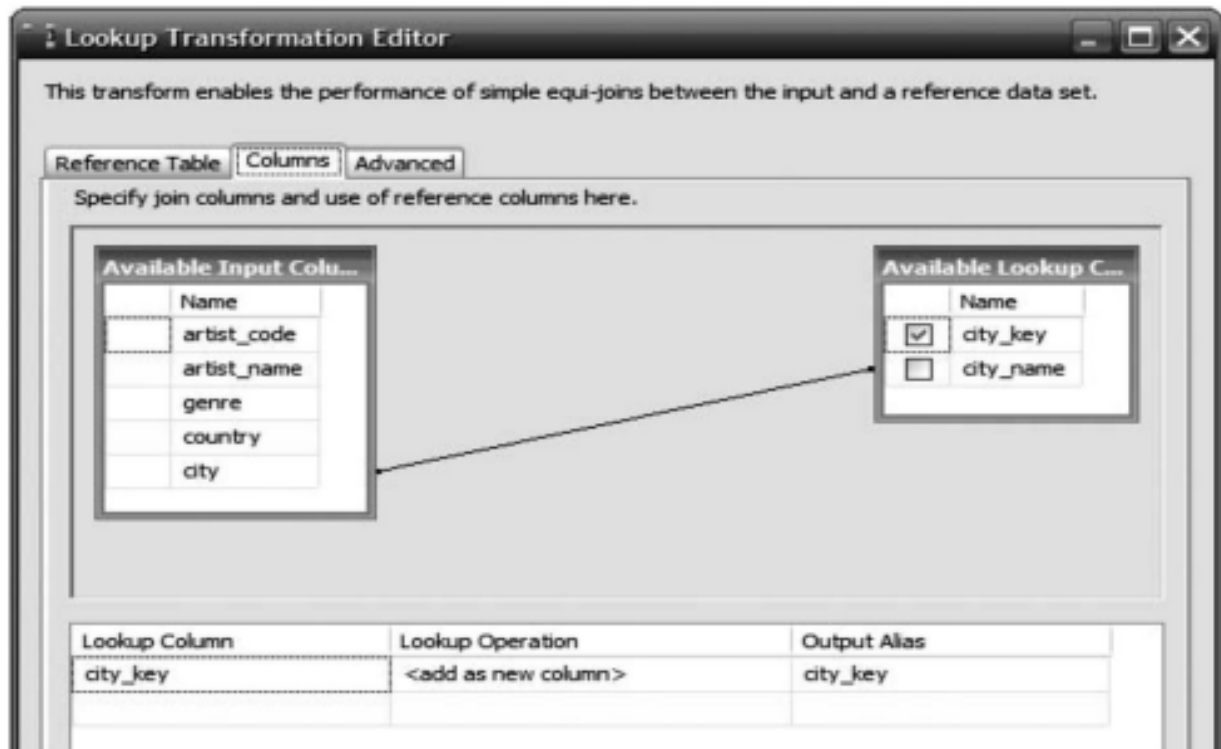 Lookup Transformation Editor
This transform enables the performance of simple equi-joins between the input and a reference data set.
Reference Table Columns Advanced
Specify join columns and use of reference columns here.
Available Input Colu...
Name
artist_code
artist_name
genre
country
city
Available Lookup C...
Name
city_key
city_name
Lookup Column Lookup Operation Output Alias
city_key <add as new column> city_key